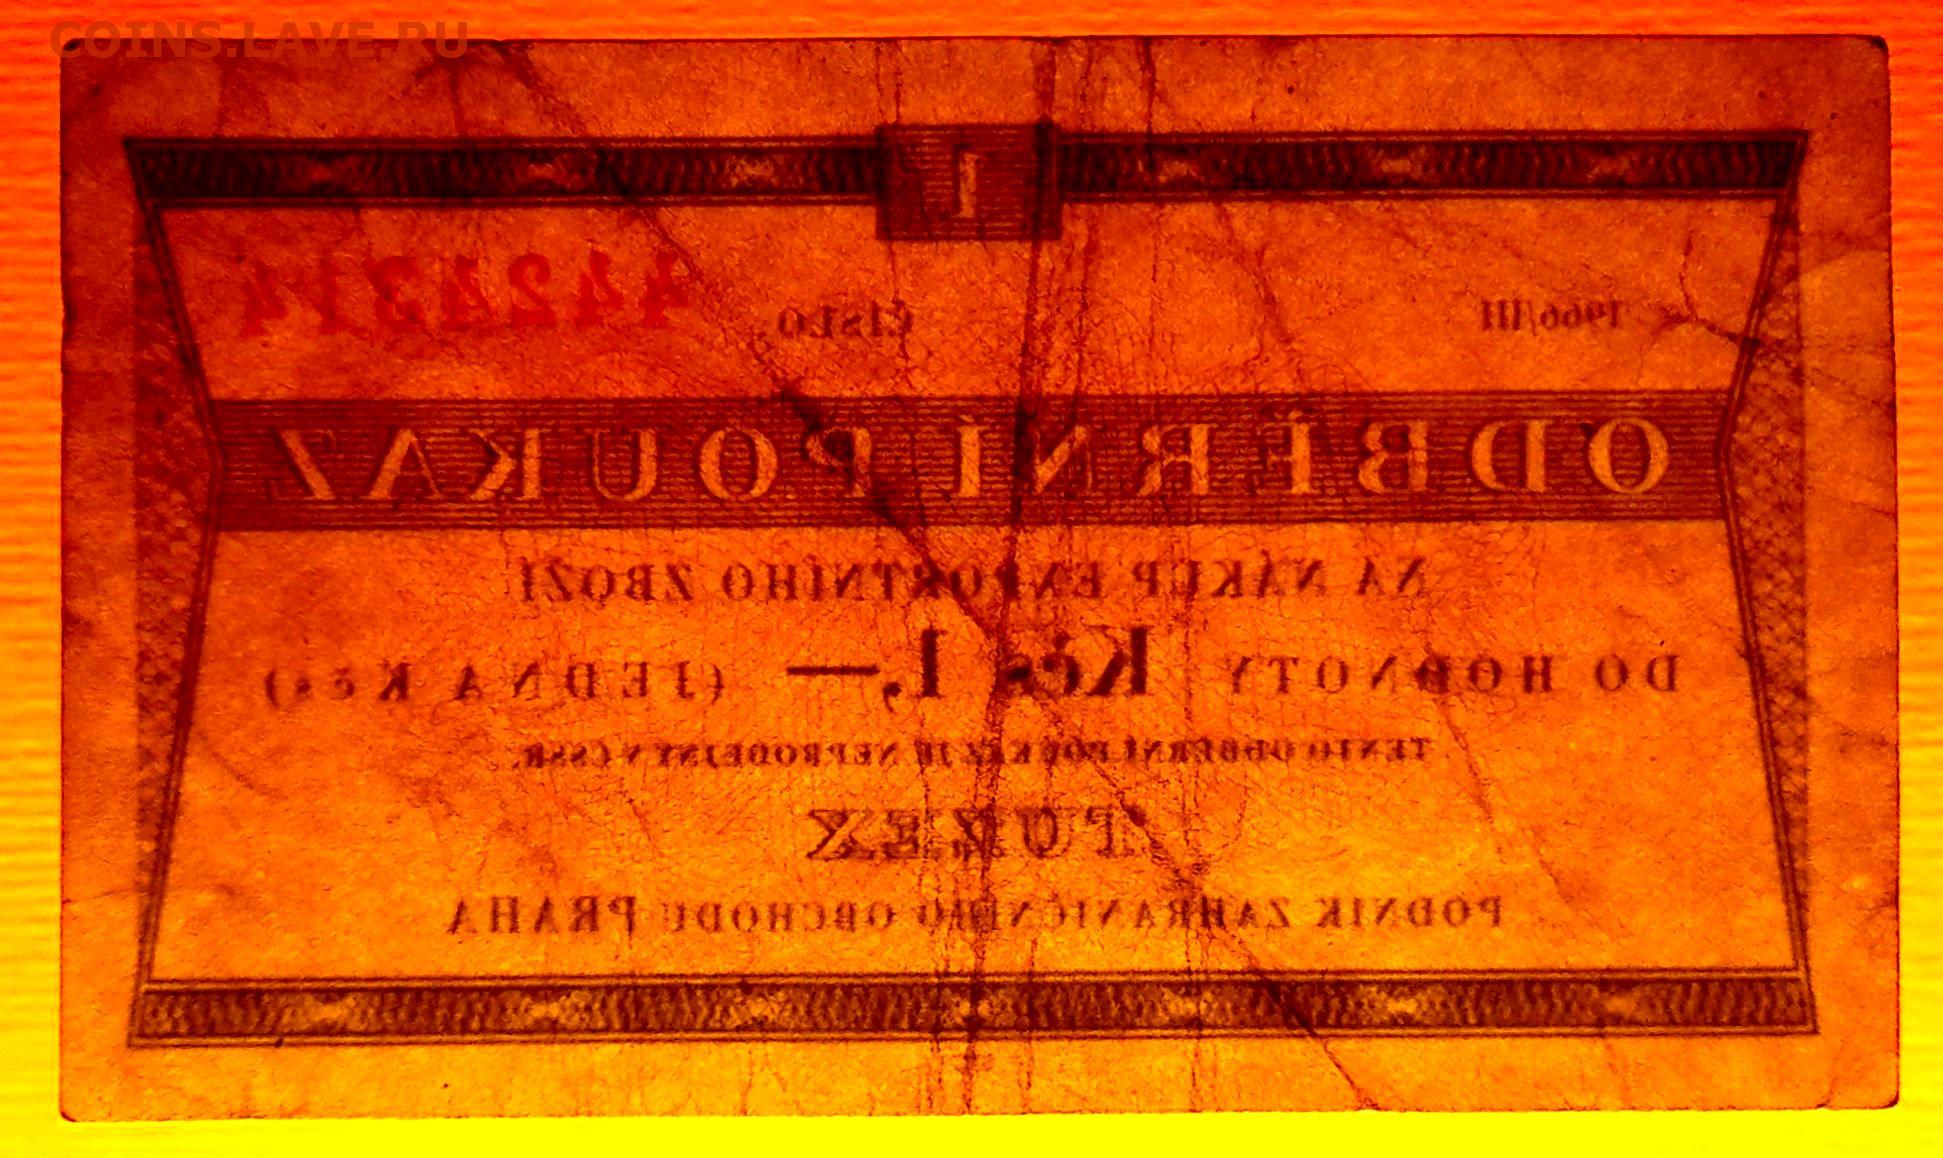 COINS.LAVE.RU
1
1966/III ČÍSLO 4424314
ODBĚRNÍ POUKAZ
NA NÁKUP EXPORTNÍHO ZBOŽÍ
DO HODNOTY Kčs 1,— (JEDNA Kčs)
TENTO ODBĚRNÍ POUKAZ JE NEPRODEJNÝ V ČSSR.
TUZEX
PODNIK ZAHRANIČNÍHO OBCHODU PRAHA